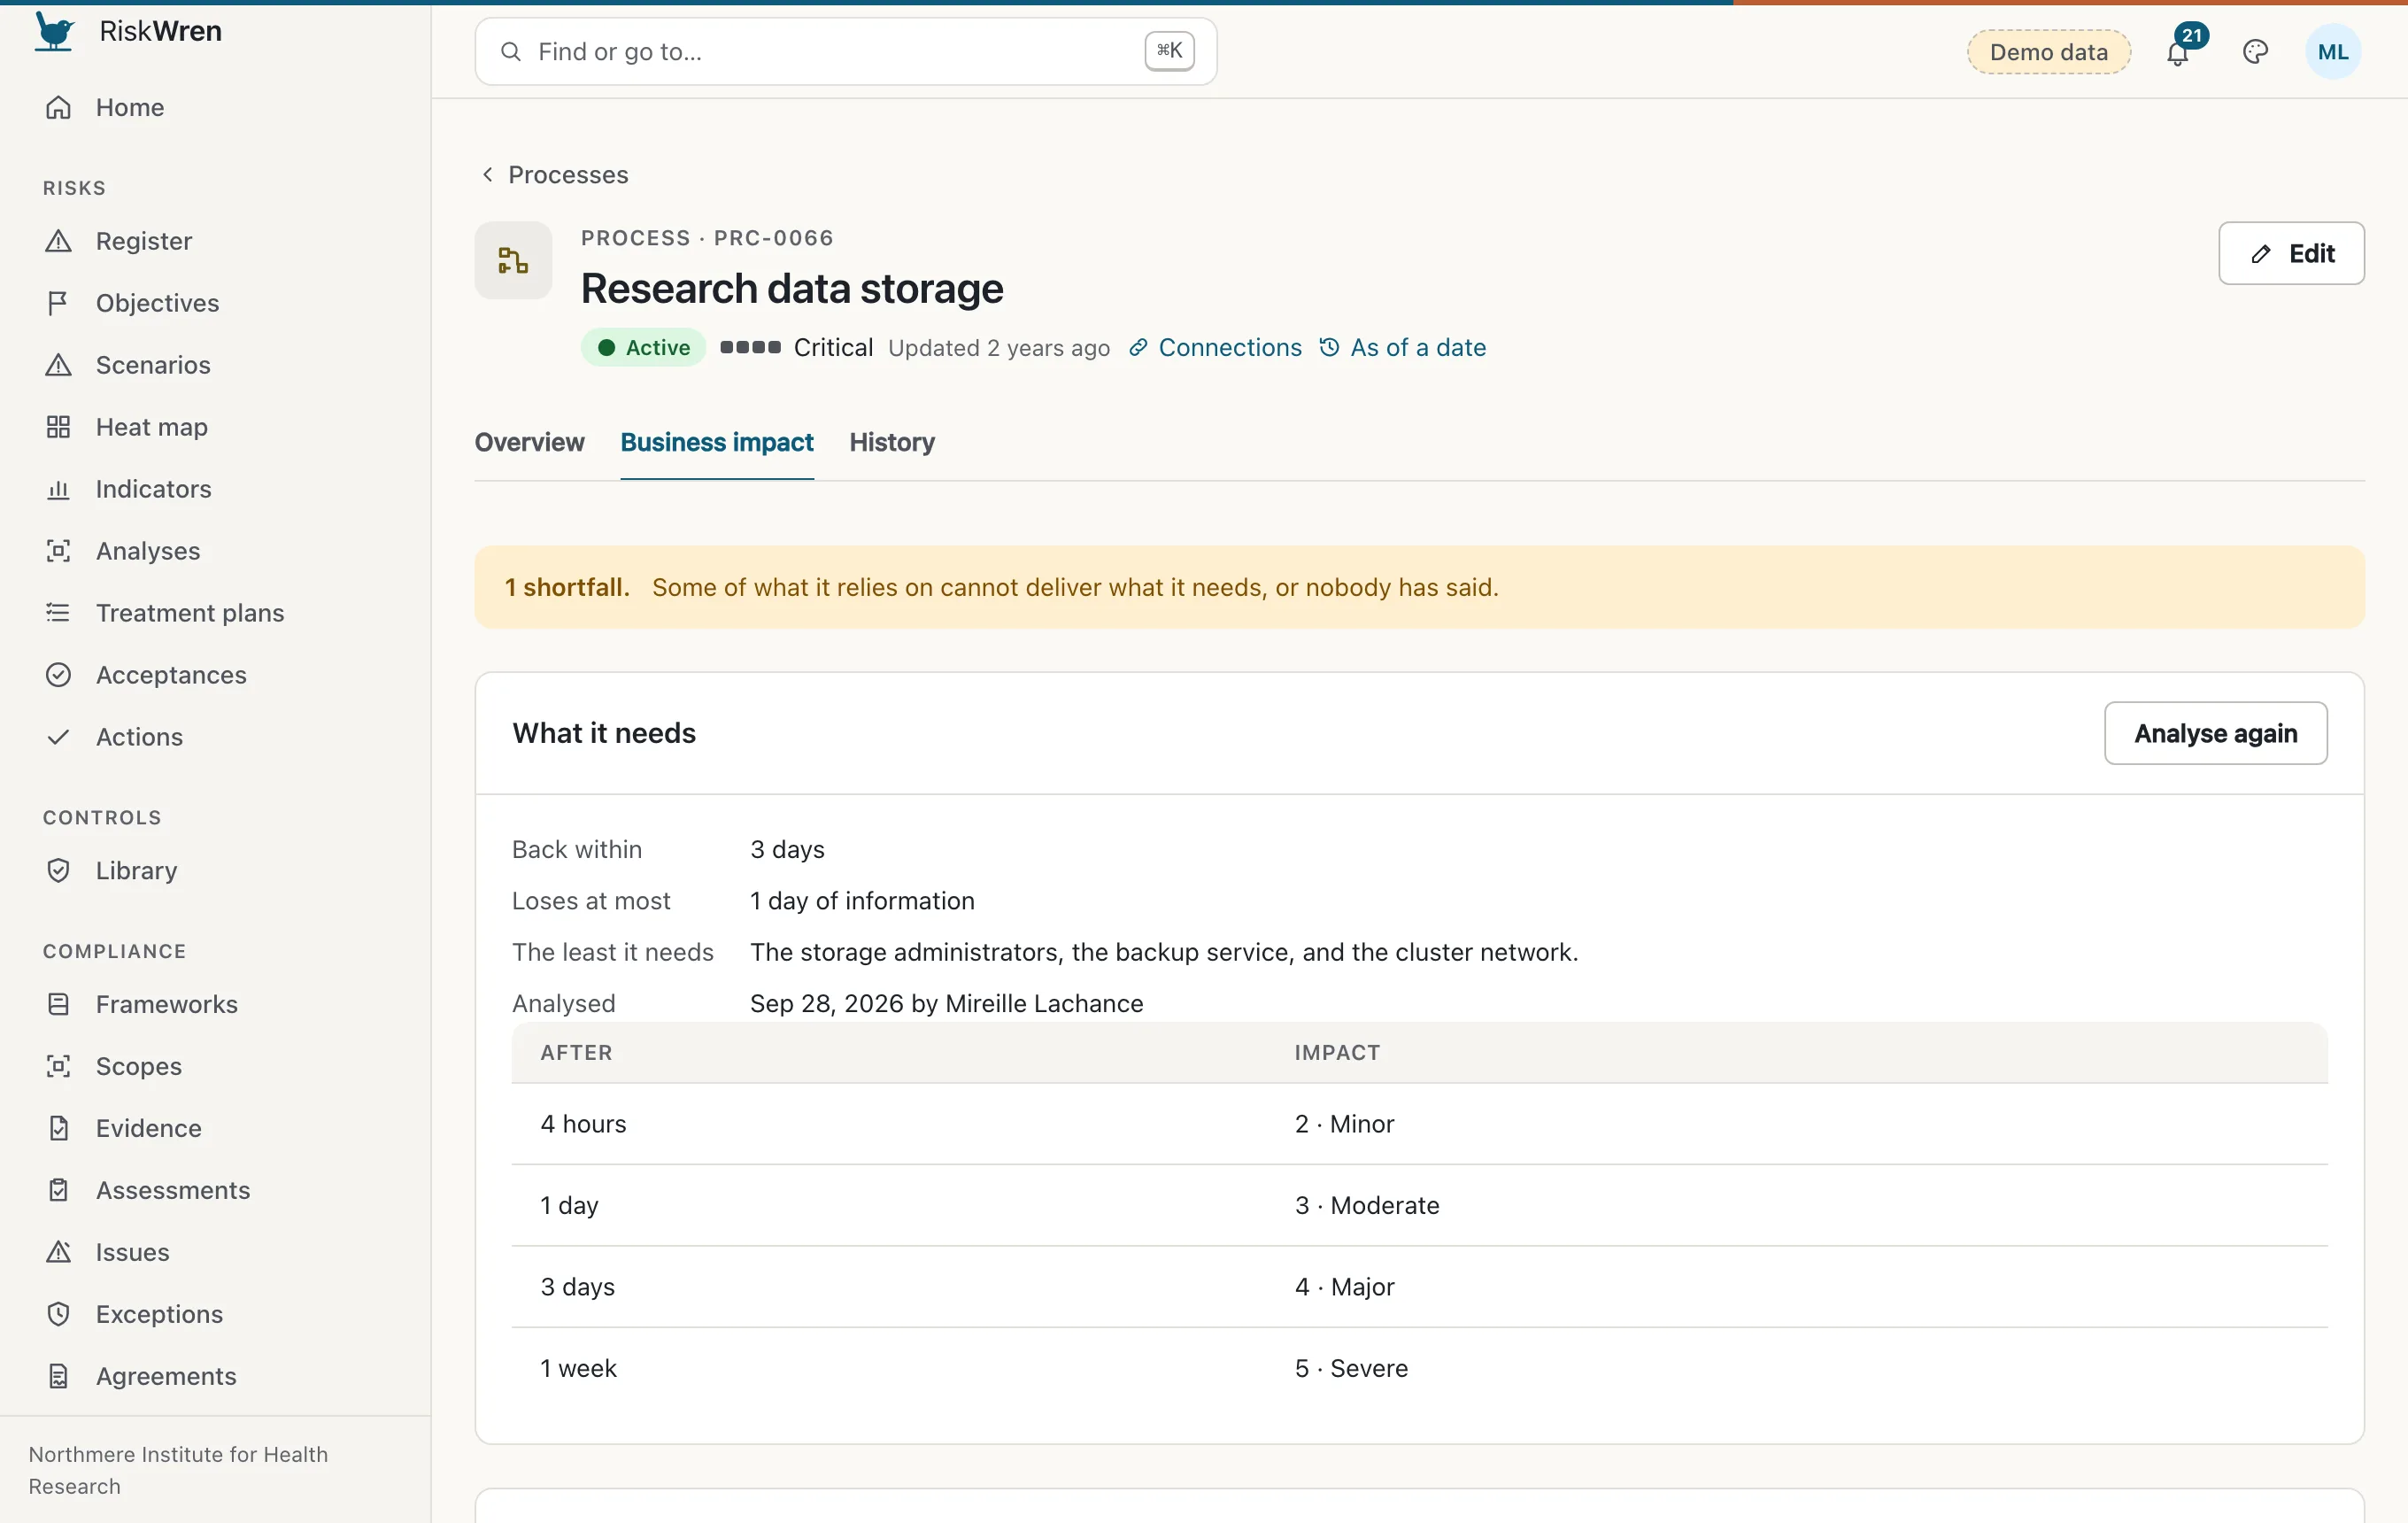 RiskWren
Find or go to...
⌘K
Demo data
21
ML
Home
RISKS
Register
Objectives
Scenarios
Heat map
Indicators
Analyses
Treatment plans
Acceptances
Actions
CONTROLS
Library
COMPLIANCE
Frameworks
Scopes
Evidence
Assessments
Issues
Exceptions
Agreements
Northmere Institute for Health
Research
Processes
PROCESS · PRC-0066
Research data storage
Edit
Active Critical Updated 2 years ago Connections As of a date
Overview Business impact History
1 shortfall. Some of what it relies on cannot deliver what it needs, or nobody has said.
What it needs
Analyse again
Back within 3 days
Loses at most 1 day of information
The least it needs The storage administrators, the backup service, and the cluster network.
Analysed Sep 28, 2026 by Mireille Lachance
AFTER IMPACT
4 hours 2 · Minor
1 day 3 · Moderate
3 days 4 · Major
1 week 5 · Severe